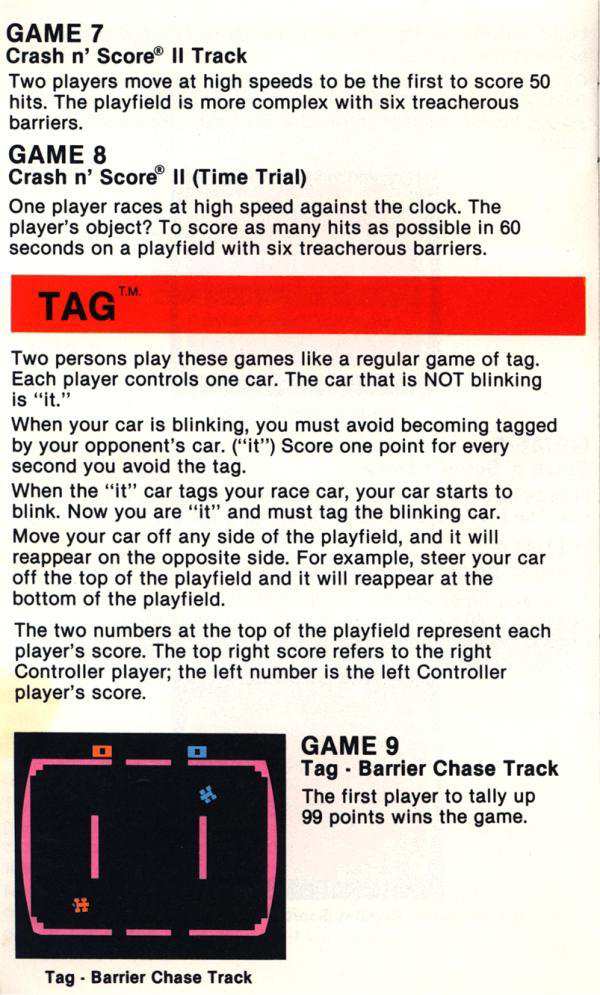 GAME 7
Crash n' Score® II Track
Two players move at high speeds to be the first to score 50
hits. The playfield is more complex with six treacherous
barriers.
GAME 8
Crash n' Score® II (Time Trial)
One player races at high speed against the clock. The
player's object? To score as many hits as possible in 60
seconds on a playfield with six treacherous barriers.
TAG T.M.
Two persons play these games like a regular game of tag.
Each player controls one car. The car that is NOT blinking
is “it.”
When your car is blinking, you must avoid becoming tagged
by your opponent's car. (“it”) Score one point for every
second you avoid the tag.
When the “it” car tags your race car, your car starts to
blink. Now you are “it” and must tag the blinking car.
Move your car off any side of the playfield, and it will
reappear on the opposite side. For example, steer your car
off the top of the playfield and it will reappear at the
bottom of the playfield.
The two numbers at the top of the playfield represent each
player's score. The top right score refers to the right
Controller player; the left number is the left Controller
player's score.
0 0
GAME 9
Tag - Barrier Chase Track
The first player to tally up
99 points wins the game.
Tag - Barrier Chase Track